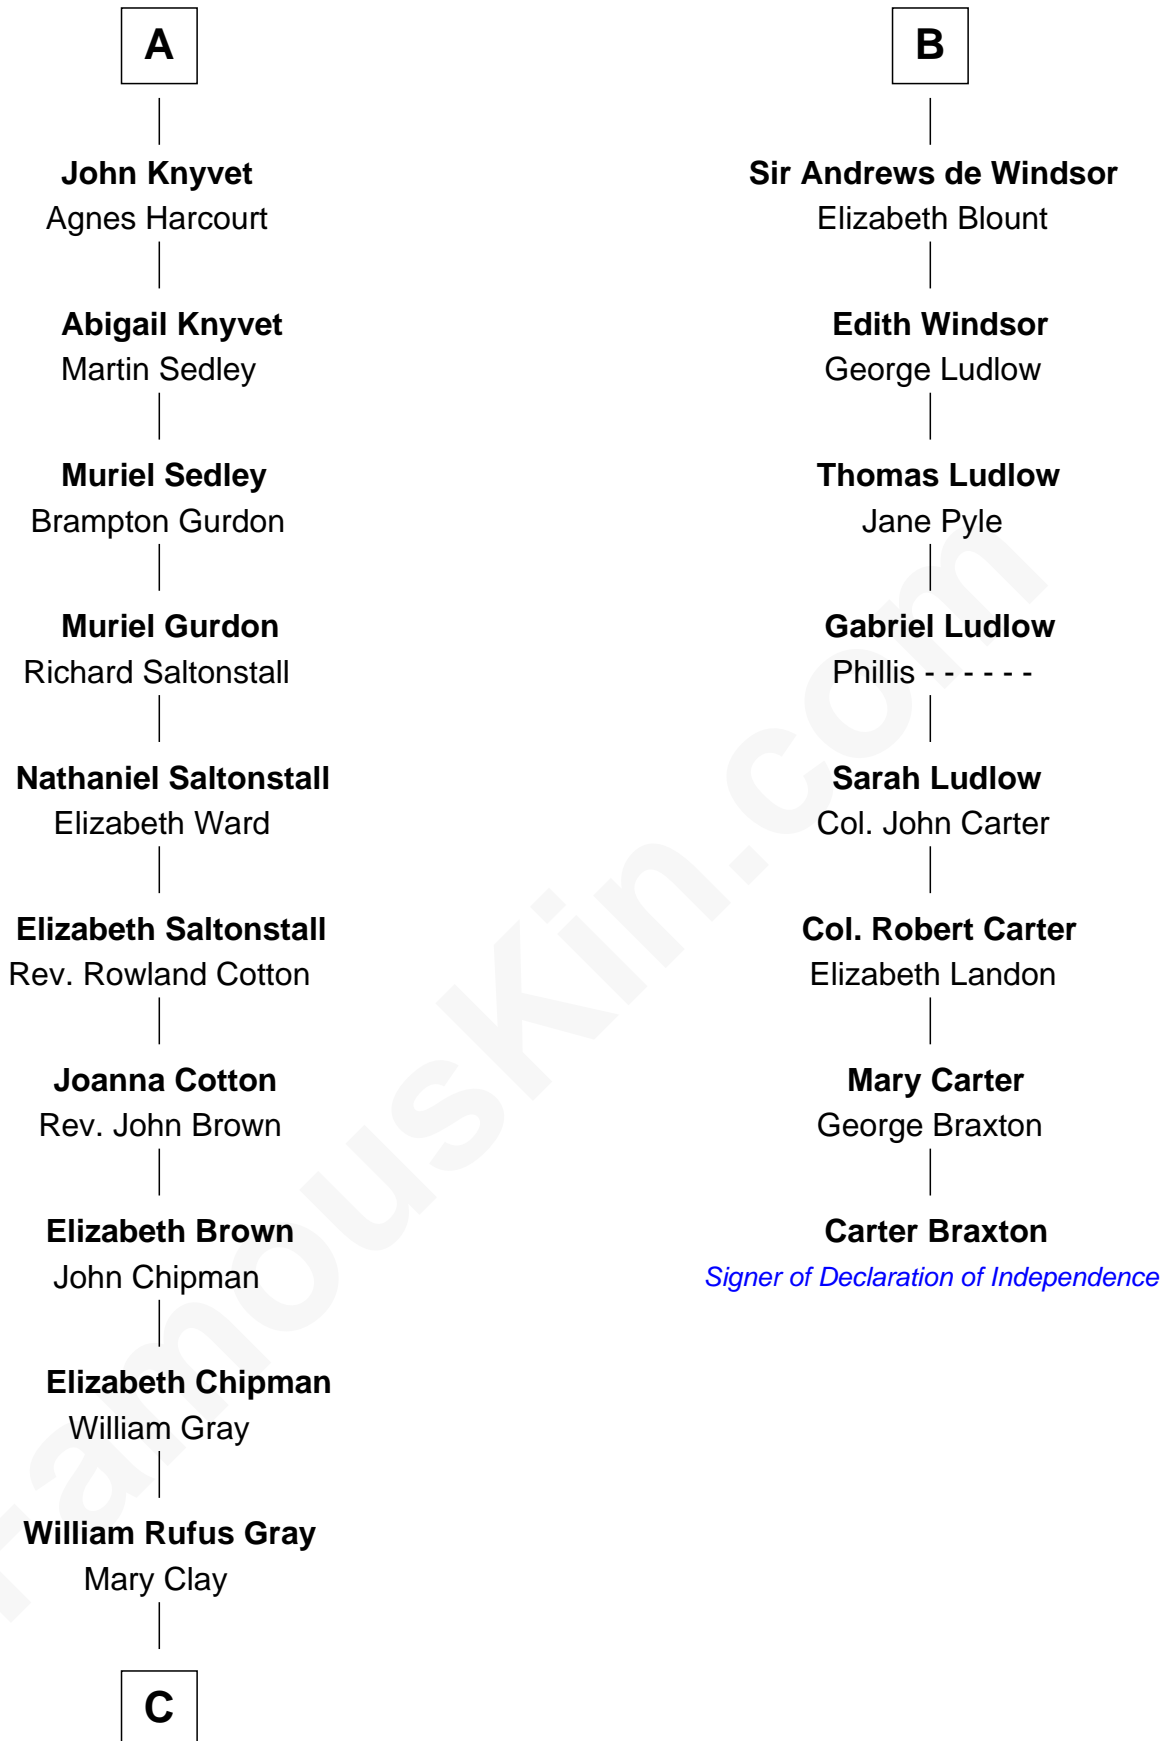 A
John Knyvet
Agnes Harcourt
Abigail Knyvet
Martin Sedley
Muriel Sedley
Brampton Gurdon
Muriel Gurdon
Richard Saltonstall
Nathaniel Saltonstall
Elizabeth Ward
Elizabeth Saltonstall
Rev. Rowland Cotton
Joanna Cotton
Rev. John Brown
Elizabeth Brown
John Chipman
Elizabeth Chipman
William Gray
William Rufus Gray
Mary Clay
C
B
Sir Andrews de Windsor
Elizabeth Blount
Edith Windsor
George Ludlow
Thomas Ludlow
Jane Pyle
Gabriel Ludlow
Phillis - - - - - -
Sarah Ludlow
Col. John Carter
Col. Robert Carter
Elizabeth Landon
Mary Carter
George Braxton
Carter Braxton
Signer of Declaration of Independence
FamousKin.com